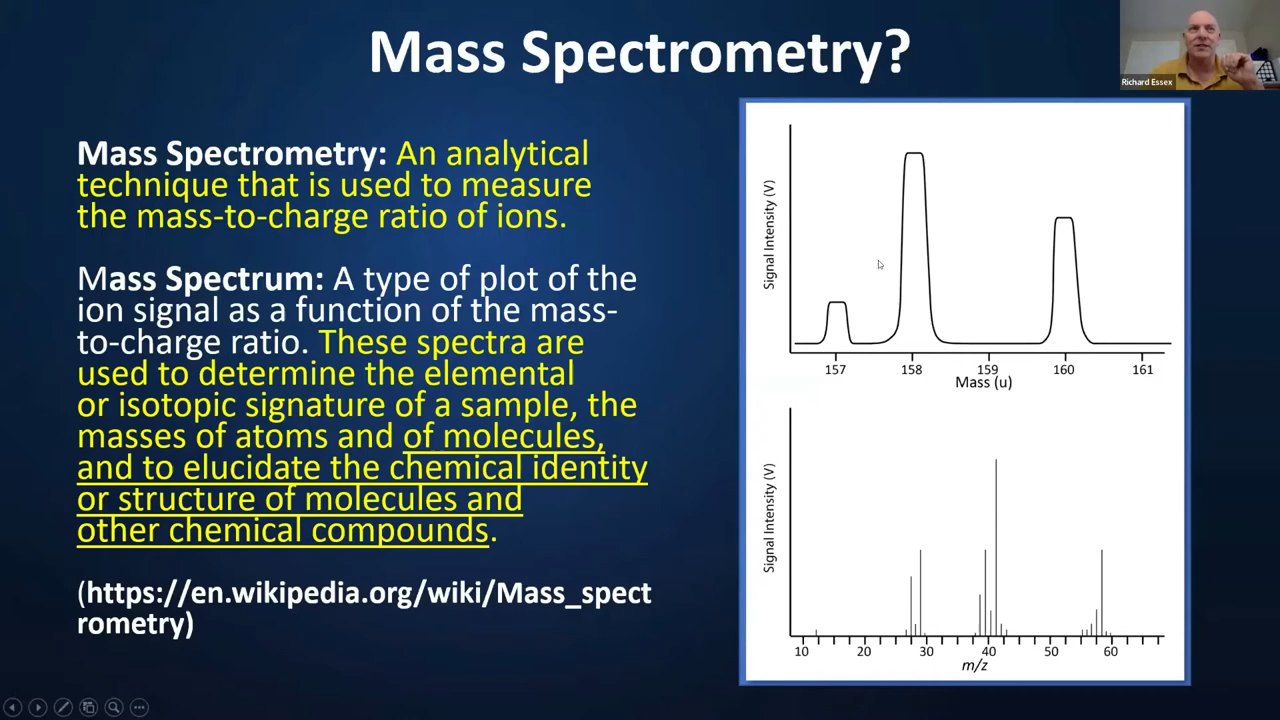 Mass Spectrometry?
Richard Essex
Mass Spectrometry: An analytical
technique that is used to measure
the mass-to-charge ratio of ions.
Mass Spectrum: A type of plot of the
ion signal as a function of the mass-
to-charge ratio. These spectra are
used to determine the elemental
or isotopic signature of a sample, the
masses of atoms and of molecules,
and to elucidate the chemical identity
or structure of molecules and
other chemical compounds.
(https://en.wikipedia.org/wiki/Mass_spect
rometry)
Signal Intensity (V)
157 158 159 160 161
Mass (u)
Signal Intensity (V)
10 20 30 40 50 60
m/z